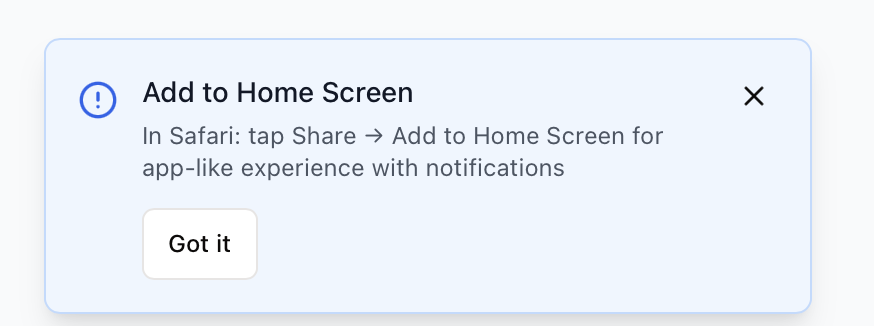 Add to Home Screen
In Safari: tap Share → Add to Home Screen for
app-like experience with notifications
Got it